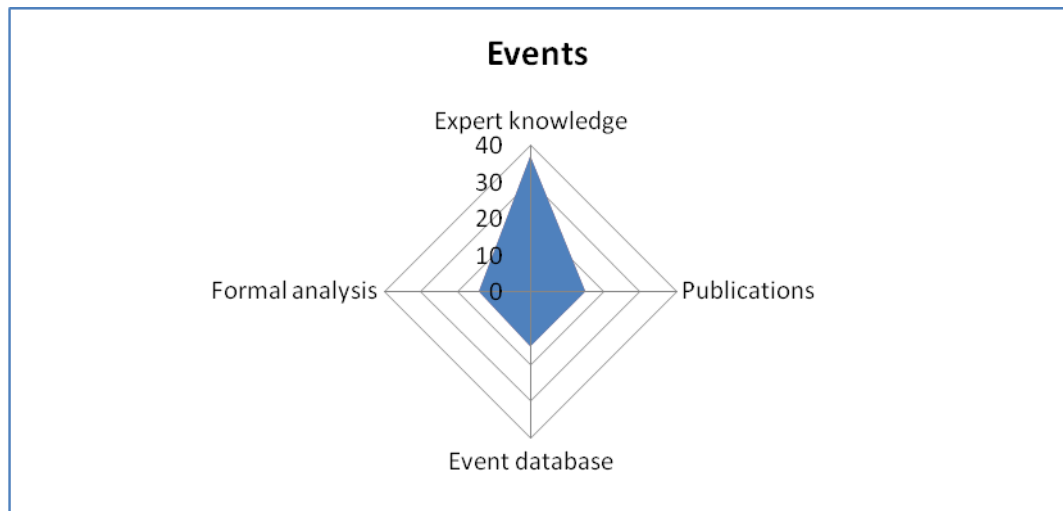 Events
Expert knowledge
40
30
20
10
0
Formal analysis
Publications
Event database